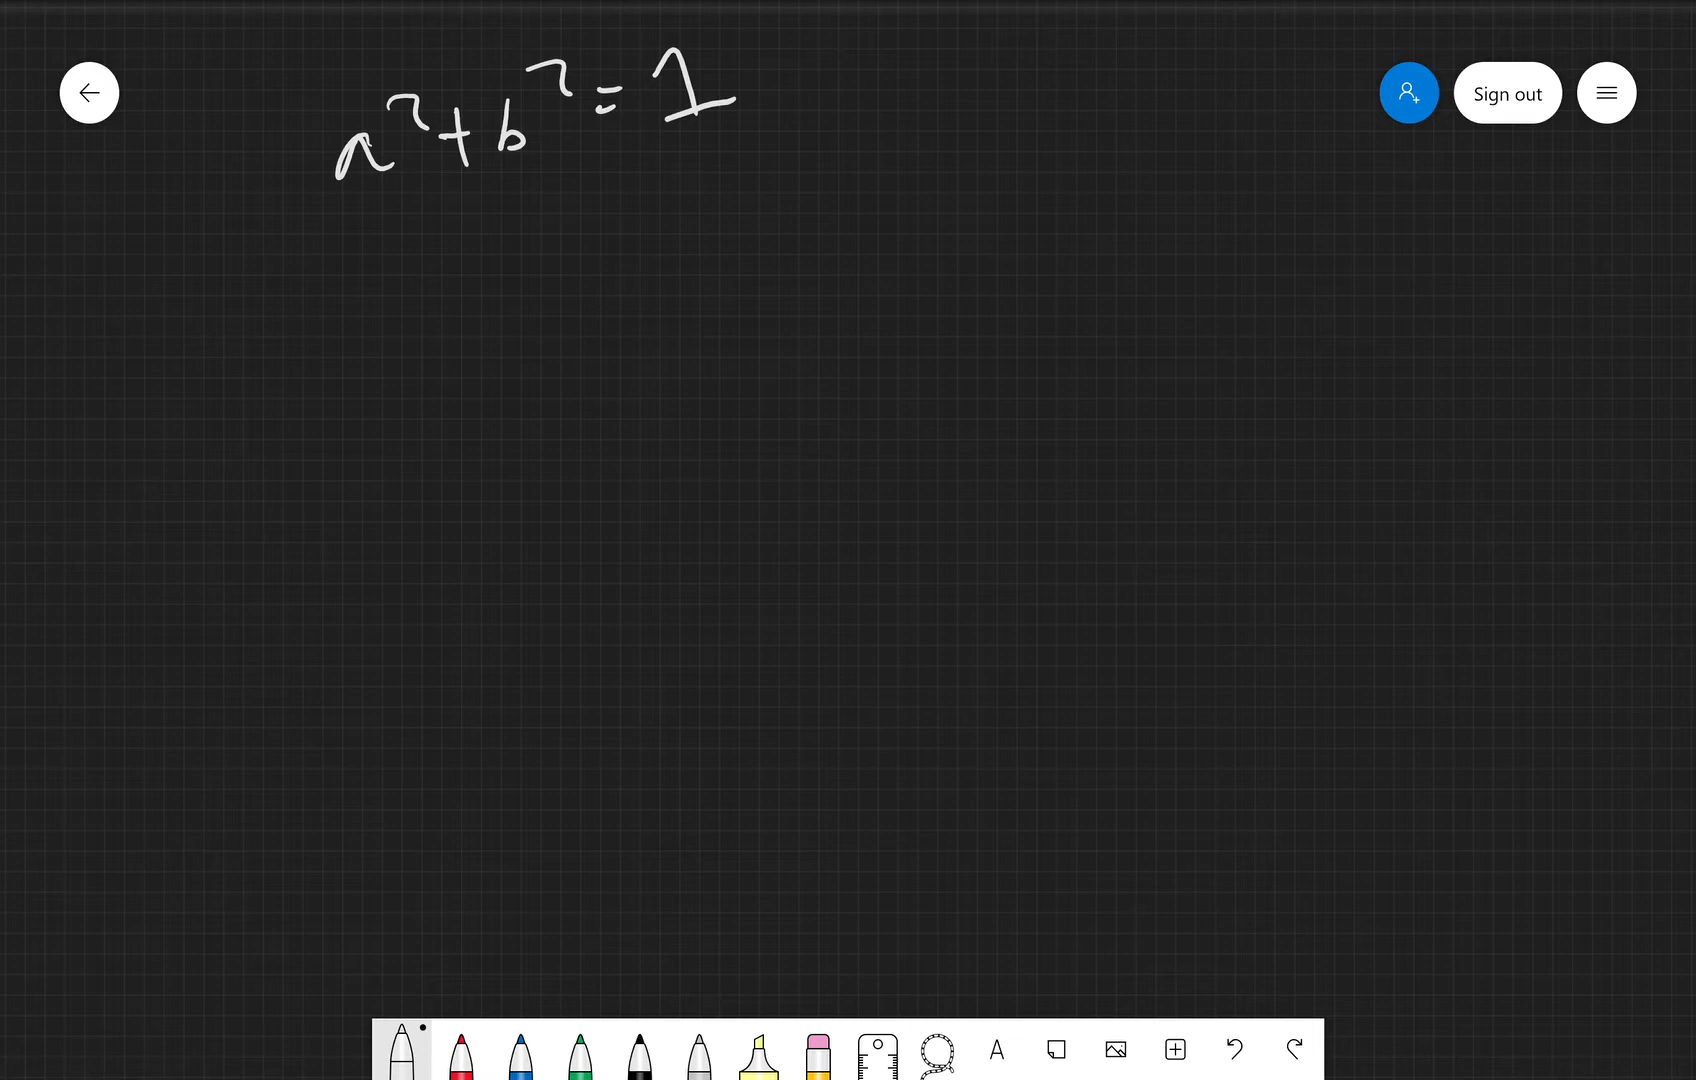 a² + b² = 1
Sign out
A